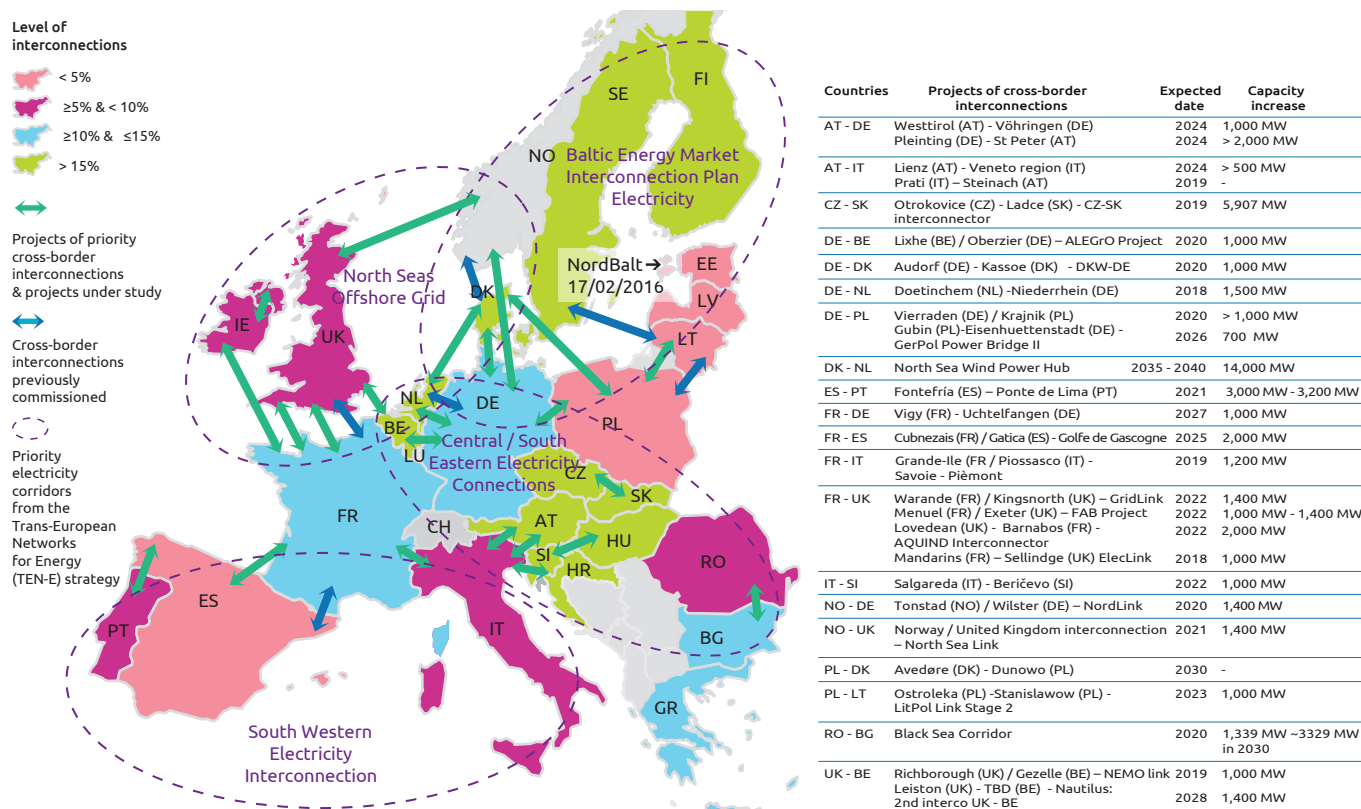 Level of
interconnections
< 5%
≥5% & < 10%
≥10% & ≤15%
> 15%
Projects of priority
cross-border
interconnections
& projects under study
Cross-border
interconnections
previously
commissioned
Priority
electricity
corridors
from the
Trans-European
Networks
for Energy
(TEN-E) strategy
FI
SE
NO
Baltic Energy Market
Interconnection Plan
Electricity
North Seas
Offshore Grid
NordBalt →
17/02/2016
EE
LV
LT
DK
IE
UK
NL
DE
PL
BE
LU
Central / South
Eastern Electricity
Connections
CZ
SK
FR
CH
AT
HU
SI
HR
RO
ES
PT
IT
BG
GR
South Western
Electricity
Interconnection
Countries Projects of cross-border Expected Capacity
interconnections date increase
AT - DE Westtirol (AT) - Vöhringen (DE) 2024 1,000 MW
Pleinting (DE) - St Peter (AT) 2024 > 2,000 MW
AT - IT Lienz (AT) - Veneto region (IT) 2024 > 500 MW
Prati (IT) – Steinach (AT) 2019 -
CZ - SK Otrokovice (CZ) - Ladce (SK) - CZ-SK 2019 5,907 MW
interconnector
DE - BE Lixhe (BE) / Oberzier (DE) – ALEGrO Project 2020 1,000 MW
DE - DK Audorf (DE) - Kassoe (DK) - DKW-DE 2020 1,000 MW
DE - NL Doetinchem (NL) -Niederrhein (DE) 2018 1,500 MW
DE - PL Vierraden (DE) / Krajnik (PL) 2020 > 1,000 MW
Gubin (PL)-Eisenhuettenstadt (DE) - 2026 700 MW
GerPol Power Bridge II
DK - NL North Sea Wind Power Hub 2035 - 2040 14,000 MW
ES - PT Fontefría (ES) – Ponte de Lima (PT) 2021 3,000 MW - 3,200 MW
FR - DE Vigy (FR) - Uchtelfangen (DE) 2027 1,000 MW
FR - ES Cubnezais (FR) / Gatica (ES) - Golfe de Gascogne 2025 2,000 MW
FR - IT Grande-Ile (FR / Piossasco (IT) - 2019 1,200 MW
Savoie - Pièmont
FR - UK Warande (FR) / Kingsnorth (UK) – GridLink 2022 1,400 MW
Menuel (FR) / Exeter (UK) – FAB Project 2022 1,000 MW - 1,400 MW
Lovedean (UK) - Barnabos (FR) - 2022 2,000 MW
AQUIND Interconnector
Mandarins (FR) – Sellindge (UK) ElecLink 2018 1,000 MW
IT - SI Salgareda (IT) - Beričevo (SI) 2022 1,000 MW
NO - DE Tonstad (NO) / Wilster (DE) – NordLink 2020 1,400 MW
NO - UK Norway / United Kingdom interconnection 2021 1,400 MW
– North Sea Link
PL - DK Avedøre (DK) - Dunowo (PL) 2030 -
PL - LT Ostroleka (PL) -Stanislawow (PL) - 2023 1,000 MW
LitPol Link Stage 2
RO - BG Black Sea Corridor 2020 1,339 MW ~3329 MW
in 2030
UK - BE Richborough (UK) / Gezelle (BE) – NEMO link 2019 1,000 MW
Leiston (UK) - TBD (BE) - Nautilus: 2028 1,400 MW
2nd interco UK - BE